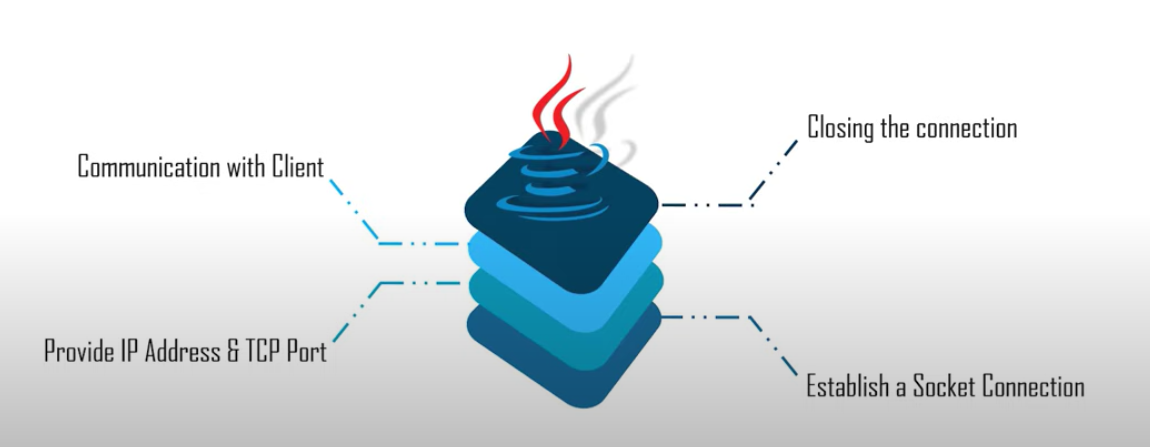 Closing the connection
Communication with Client
Provide IP Address & TCP Port
Establish a Socket Connection